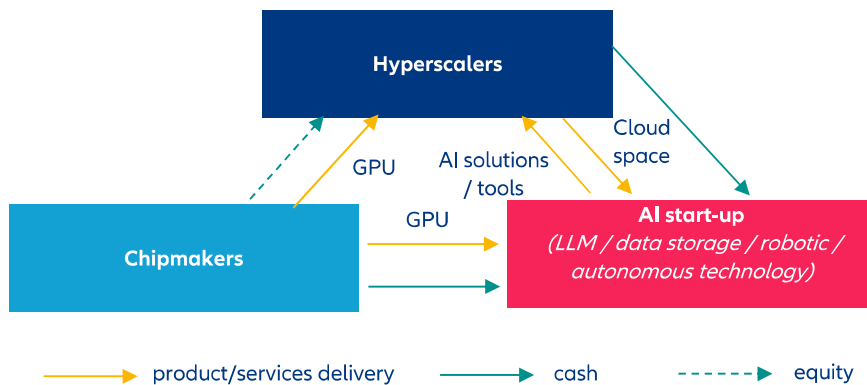 Hyperscalers
Cloud
space
AI solutions
/ tools
GPU
GPU
Chipmakers
AI start-up
(LLM / data storage / robotic /
autonomous technology)
product/services delivery
cash
equity